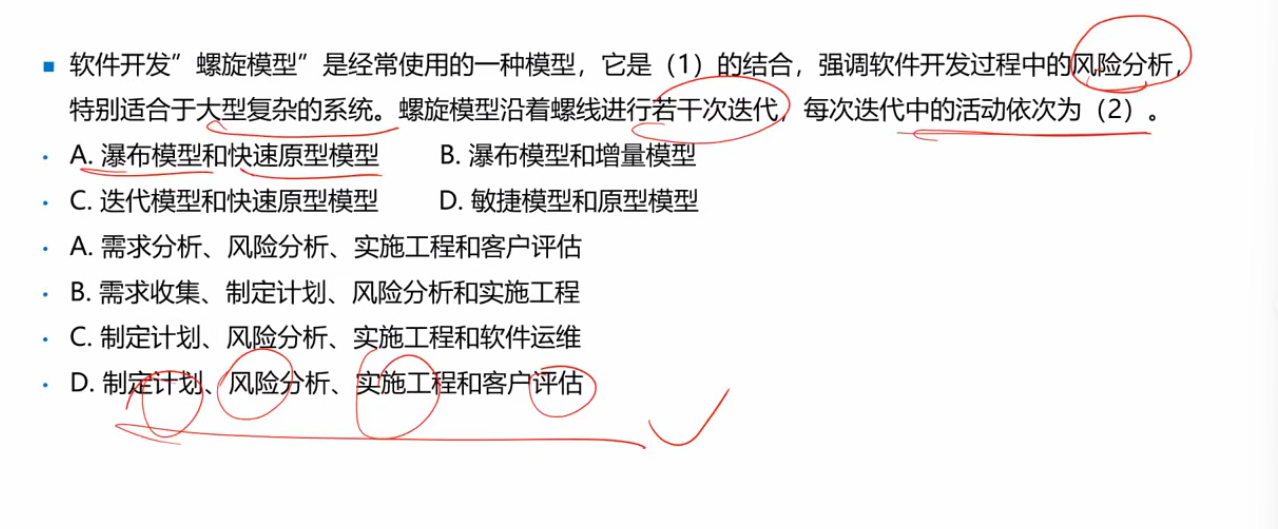 ■ 软件开发”螺旋模型”是经常使用的一种模型，它是（1）的结合，强调软件开发过程中的风险分析，
特别适合于大型复杂的系统。螺旋模型沿着螺线进行若干次迭代，每次迭代中的活动依次为（2）。
• A. 瀑布模型和快速原型模型 B. 瀑布模型和增量模型
• C. 迭代模型和快速原型模型 D. 敏捷模型和原型模型
• A. 需求分析、风险分析、实施工程和客户评估
• B. 需求收集、制定计划、风险分析和实施工程
• C. 制定计划、风险分析、实施工程和软件运维
• D. 制定计划、风险分析、实施工程和客户评估